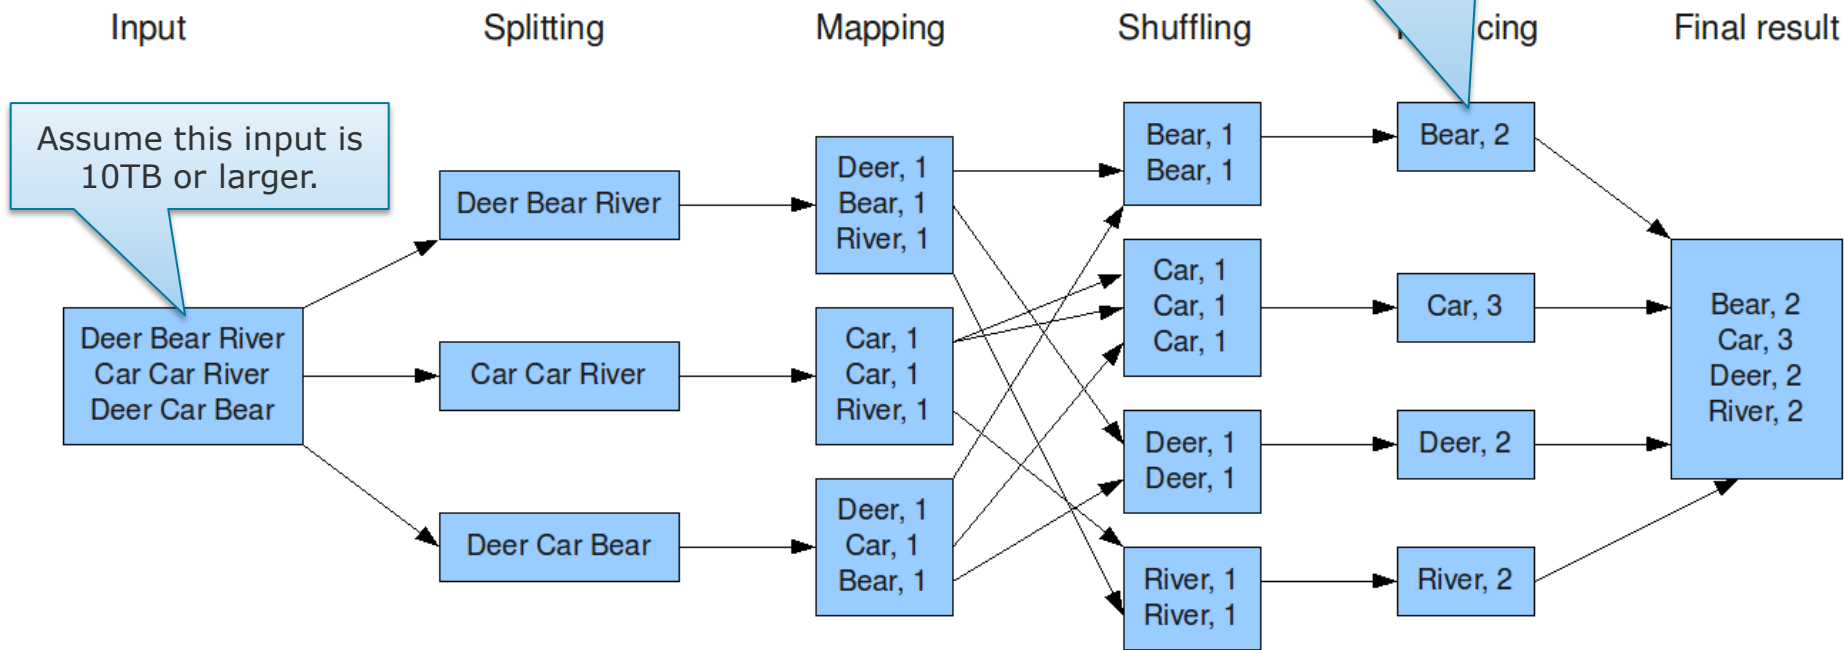 Input
Splitting
Mapping
Shuffling
cing
Final result
Assume this input is
10TB or larger.
Deer Bear River
Car Car River
Deer Car Bear
Deer Bear River
Car Car River
Deer Car Bear
Deer, 1
Bear, 1
River, 1
Car, 1
Car, 1
River, 1
Deer, 1
Car, 1
Bear, 1
Bear, 1
Bear, 1
Car, 1
Car, 1
Car, 1
Deer, 1
Deer, 1
River, 1
River, 1
Bear, 2
Car, 3
Deer, 2
River, 2
Bear, 2
Car, 3
Deer, 2
River, 2